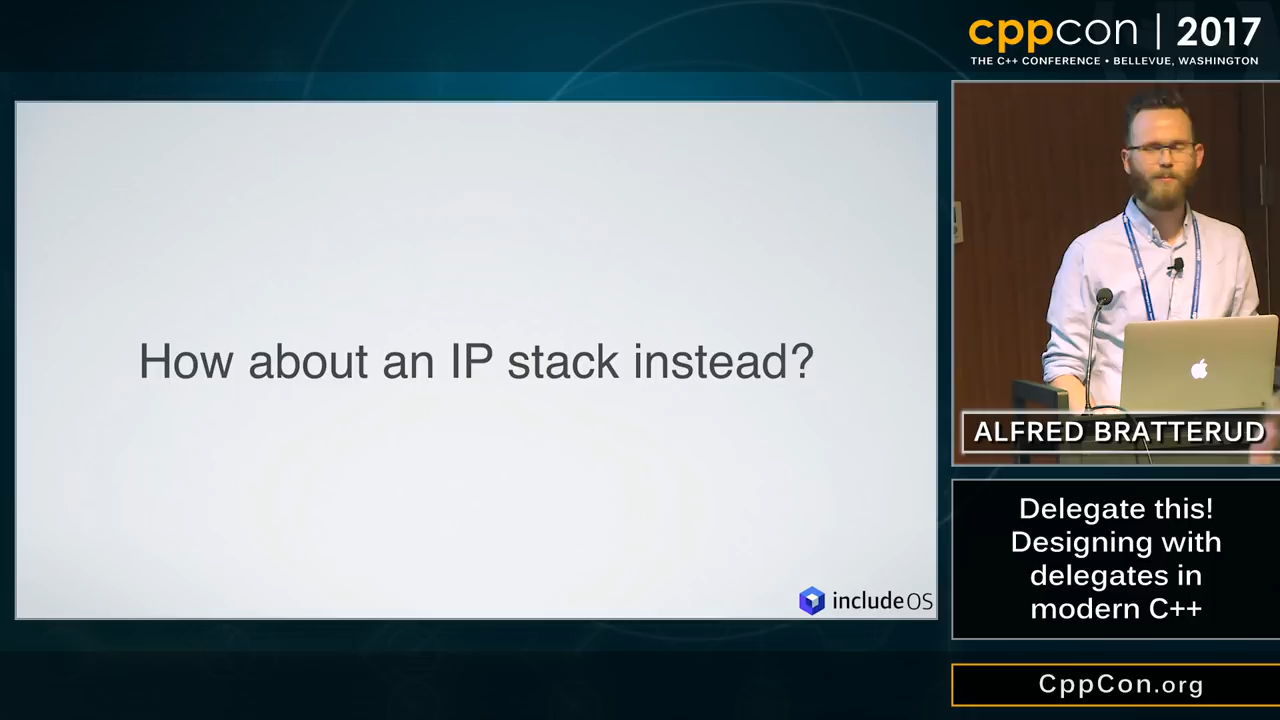 cppcon | 2017
THE C++ CONFERENCE • BELLEVUE, WASHINGTON
How about an IP stack instead?
includeOS
ALFRED BRATTERUD
Delegate this!
Designing with
delegates in
modern C++
CppCon.org